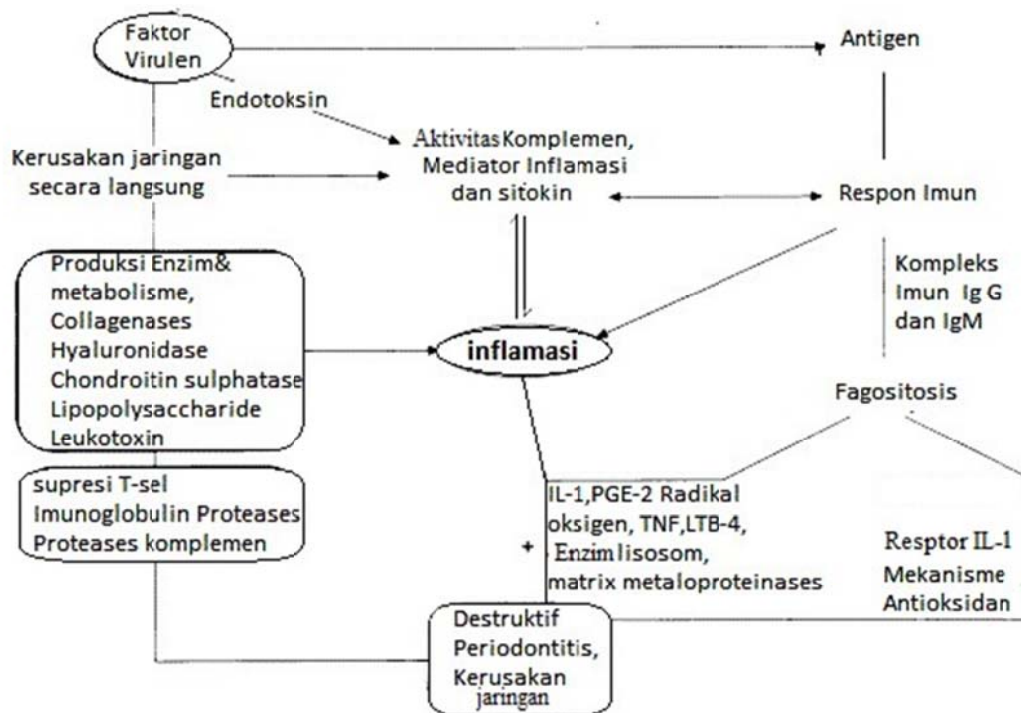 Faktor
Virulen
Antigen
Endotoksin
Kerusakan jaringan
secara langsung
AktivitasKomplemen,
Mediator Inflamasi
dan sitokin
Respon Imun
Produksi Enzim&
metabolisme,
Collagenases
Hyaluronidase
Chondroitin sulphatase
Lipopolysaccharide
Leukotoxin
inflamasi
Kompleks
Imun Ig G
dan IgM
Fagositosis
supresi T-sel
Imunoglobulin Proteases
Proteases komplemen
IL-1,PGE-2 Radikal
oksigen, TNF,LTB-4,
Enzim lisosom,
matrix metaloproteinases
+
Resptor IL-1
Mekanisme
Antioksidan
Destruktif
Periodontitis,
Kerusakan
jaringan